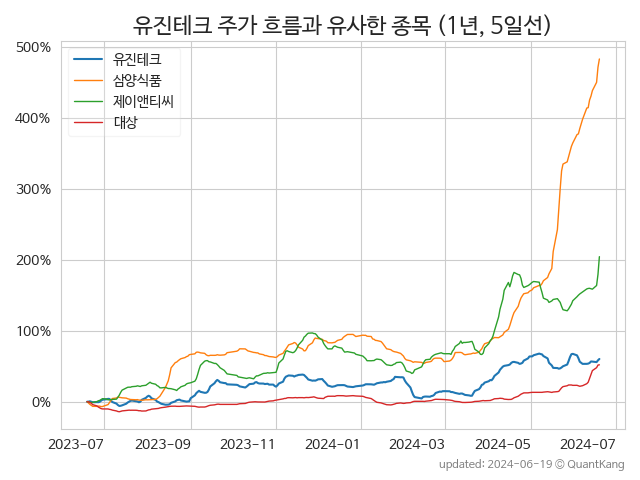 유진테크 주가 흐름과 유사한 종목 (1년, 5일선)
500%
400%
300%
200%
100%
0%
유진테크
삼양식품
제이앤티씨
대상
2023-07 2023-09 2023-11 2024-01 2024-03 2024-05 2024-07
updated: 2024-06-19 © QuantKang